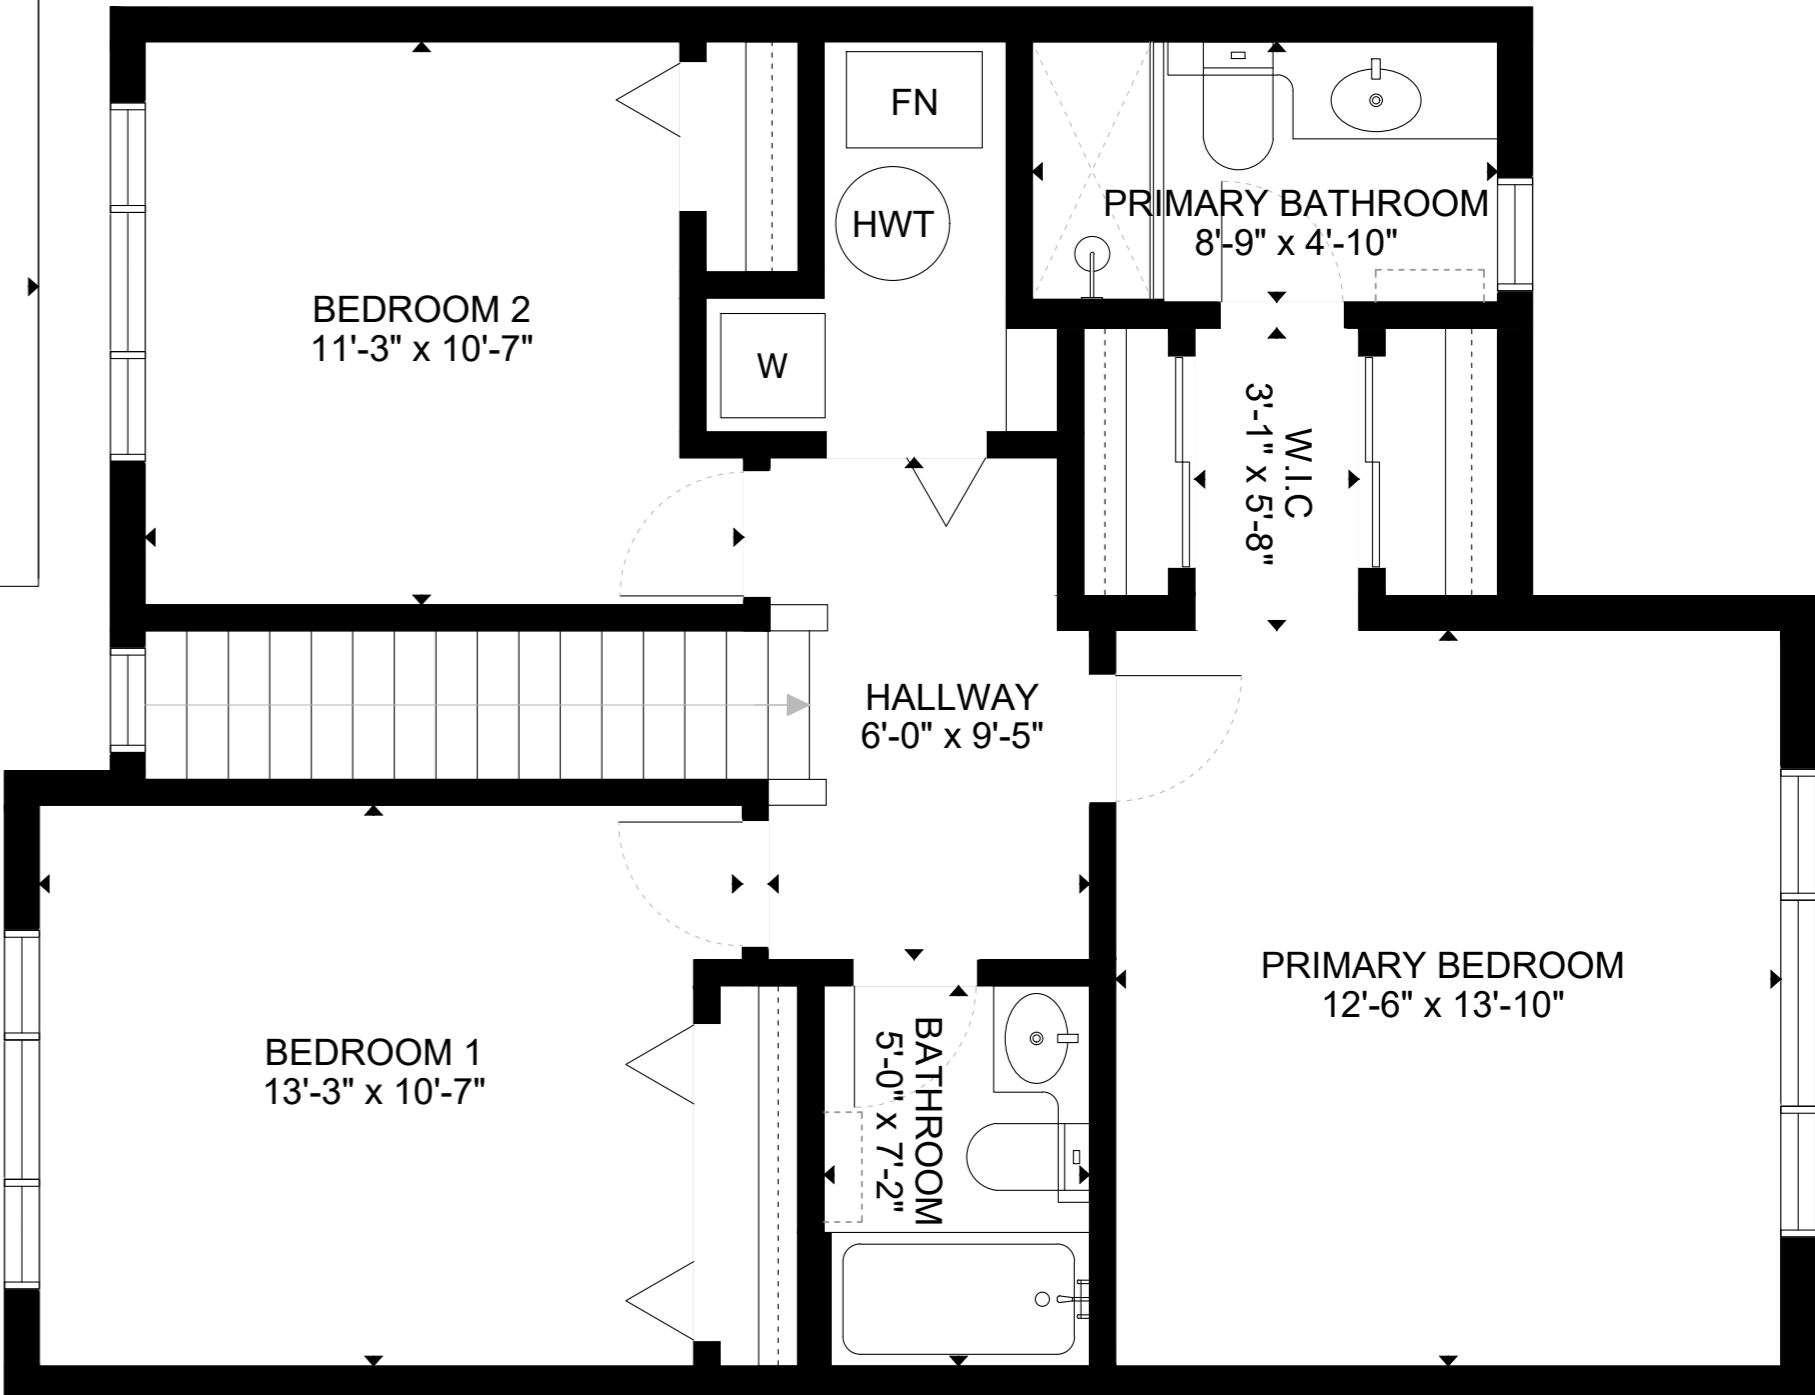 FN
HWT
PRIMARY BATHROOM
8'-9" x 4'-10"
BEDROOM 2
11'-3" x 10'-7"
W
W.I.C
3'-1" x 5'-8"
HALLWAY
6'-0" x 9'-5"
PRIMARY BEDROOM
12'-6" x 13'-10"
BEDROOM 1
13'-3" x 10'-7"
BATHROOM
5'-0" x 7'-2"